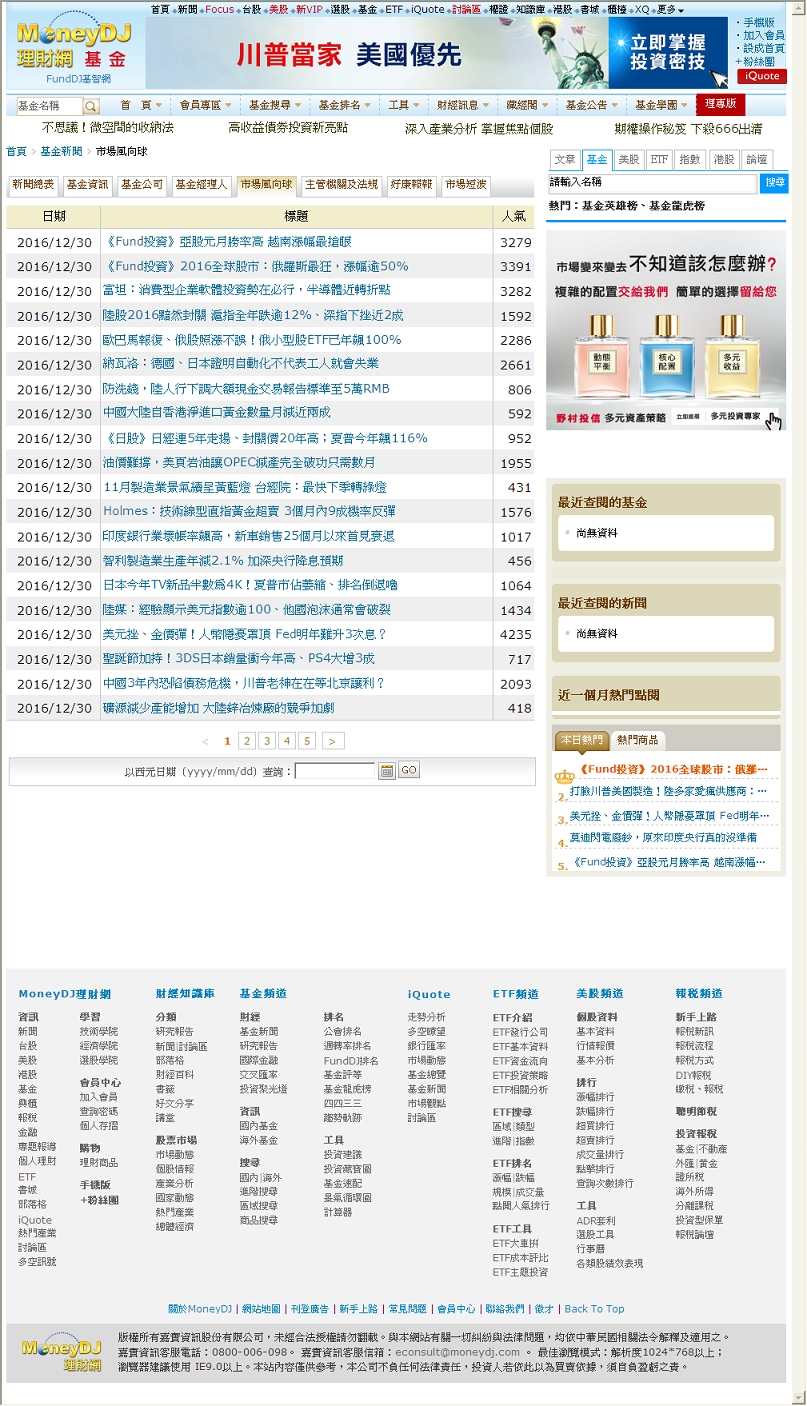 首頁 新聞 Focus 台股 美股 新VIP 選股 基金 ETF iQuote 討論區 權證 知識庫 港股 書城 櫃檯 XQ 更多
MoneyDJ
理財網 基金
FundDJ基智網
川普當家 美國優先
立即掌握
投資密技
手機版
加入會員
設成首頁
+粉絲團
iQuote
基金名稱 首 頁 會員專區 基金搜尋 基金排名 工具 財經訊息 藏經閣 基金公告 基金學園 理專版
不思議！微空間的收納法 高收益債券投資新亮點 深入產業分析 掌握焦點個股 期權操作秘笈 下殺666出清
首頁 > 基金新聞 > 市場風向球
新聞總表 基金資訊 基金公司 基金經理人 市場風向球 主管機關及法規 好康報報 市場短波
日期 標題 人氣
2016/12/30 《Fund投資》亞股元月勝率高 越南漲幅最搶眼 3279
2016/12/30 《Fund投資》2016全球股市：俄羅斯最狂，漲幅逾50% 3391
2016/12/30 富坦：消費型企業軟體投資勢在必行，半導體近轉折點 3282
2016/12/30 陸股2016黯然封關 滬指全年跌逾12%、深指下挫近2成 1592
2016/12/30 歐巴馬報復、俄股照漲不誤！俄小型股ETF已年飆100% 2286
2016/12/30 納瓦洛：德國、日本證明自動化不代表工人就會失業 2661
2016/12/30 防洗錢，陸人行下調大額現金交易報告標準至5萬RMB 806
2016/12/30 中國大陸自香港淨進口黃金數量月減近兩成 592
2016/12/30 《日股》日經連5年走揚、封關價20年高；夏普今年飆116% 952
2016/12/30 油價難撐，美頁岩油讓OPEC減產完全破功只需數月 1955
2016/12/30 11月製造業景氣續呈黃藍燈 台經院：最快下季轉綠燈 431
2016/12/30 Holmes：技術線型直指黃金超賣 3個月內9成機率反彈 1576
2016/12/30 印度銀行業壞帳率飆高，新車銷售25個月以來首見衰退 1017
2016/12/30 智利製造業生產年減2.1% 加深央行降息預期 456
2016/12/30 日本今年TV新品半數為4K！夏普市佔萎縮、排名倒退嚕 1064
2016/12/30 陸媒：經驗顯示美元指數逾100、他國泡沫通常會破裂 1434
2016/12/30 美元挫、金價彈！人幣隱憂罩頂 Fed明年難升3次息？ 4235
2016/12/30 聖誕節加持！3DS日本銷量衝今年高、PS4大增3成 717
2016/12/30 中國3年內恐陷債務危機，川普老神在在等北京讓利？ 2093
2016/12/30 礦源減少產能增加 大陸鋅冶煉廠的競爭加劇 418
< 1 2 3 4 5 >
以西元日期（yyyy/mm/dd）查詢： GO
文章 基金 美股 ETF 指數 港股 論壇
請輸入名稱 搜尋
熱門：基金英雄榜、基金龍虎榜
市場變來變去不知道該怎麼辦?
複雜的配置交給我們 簡單的選擇留給您
動態平衡 核心配置 多元收益
野村投信 多元資產策略 立即搜尋 多元投資專家
最近查閱的基金
尚無資料
最近查閱的新聞
尚無資料
近一個月熱門點閱
本日熱門 熱門商品
《Fund投資》2016全球股市：俄羅…
2. 打臉川普美國製造！陸多家愛瘋供應商：…
3. 美元挫、金價彈！人幣隱憂罩頂 Fed明年…
4. 莫迪閃電廢鈔，原來印度央行真的沒準備
5. 《Fund投資》亞股元月勝率高 越南漲幅…
MoneyDJ理財網
資訊
新聞
台股
美股
港股
基金
興櫃
報稅
金融
專題報導
個人理財
ETF
書城
部落格
iQuote
熱門產業
討論區
多空訊號
學習
技術學院
經濟學院
選股學院
會員中心
加入會員
查詢密碼
個人存摺
購物
理財商品
手機版
+粉絲團
財經知識庫
分類
研究報告
新聞|討論區
部落格
財經百科
書籤
好文分享
講堂
股票市場
市場動態
個股情報
產業分析
國家動態
熱門產業
總體經濟
基金頻道
財經
基金新聞
研究報告
國際金融
交叉匯率
投資聚光燈
資訊
國內基金
海外基金
搜尋
國內|海外
進階搜尋
區域搜尋
商品搜尋
排名
公會排名
週轉率排名
FundDJ排名
基金評等
基金龍虎榜
四四三三
趨勢軌跡
工具
投資建議
投資藏寶圖
基金速配
景氣循環圖
計算器
iQuote
走勢分析
多空瞭望
銀行匯率
市場動態
基金總覽
基金新聞
市場觀點
討論區
ETF頻道
ETF介紹
ETF發行公司
ETF基本資料
ETF資金流向
ETF投資策略
ETF相關分析
ETF搜尋
區域|類型
進階|指數
ETF排名
漲幅|跌幅
規模|成交量
點閱人氣排行
ETF工具
ETF大車拚
ETF成本評比
ETF主題投資
美股頻道
個股資料
基本資料
行情報價
基本分析
排行
漲幅排行
跌幅排行
超買排行
超賣排行
成交量排行
點擊排行
查詢次數排行
工具
ADR套利
選股工具
行事曆
各類股績效表現
報稅頻道
新手上路
報稅新訊
報稅流程
報稅方式
DIY報稅
繳稅、報稅
聰明節稅
投資報稅
基金|不動產
外匯|黃金
證所稅
海外所得
分離課稅
投資型保單
報稅論壇
關於MoneyDJ | 網站地圖 | 刊登廣告 | 新手上路 | 常見問題 | 會員中心 | 聯絡我們 | 徵才 | Back To Top
MoneyDJ
理財網
版權所有嘉實資訊股份有限公司，未經合法授權請勿翻載。與本網站有關一切糾紛與法律問題，均依中華民國相關法令解釋及適用之。
嘉實資訊客服電話：0800-006-098。 嘉實資訊客服信箱：econsult@moneydj.com 。 最佳瀏覽模式：解析度1024*768以上；
瀏覽器建議使用 IE9.0以上。本站內容僅供參考，本公司不負任何法律責任，投資人若依此以為買賣依據，須自負盈虧之責。